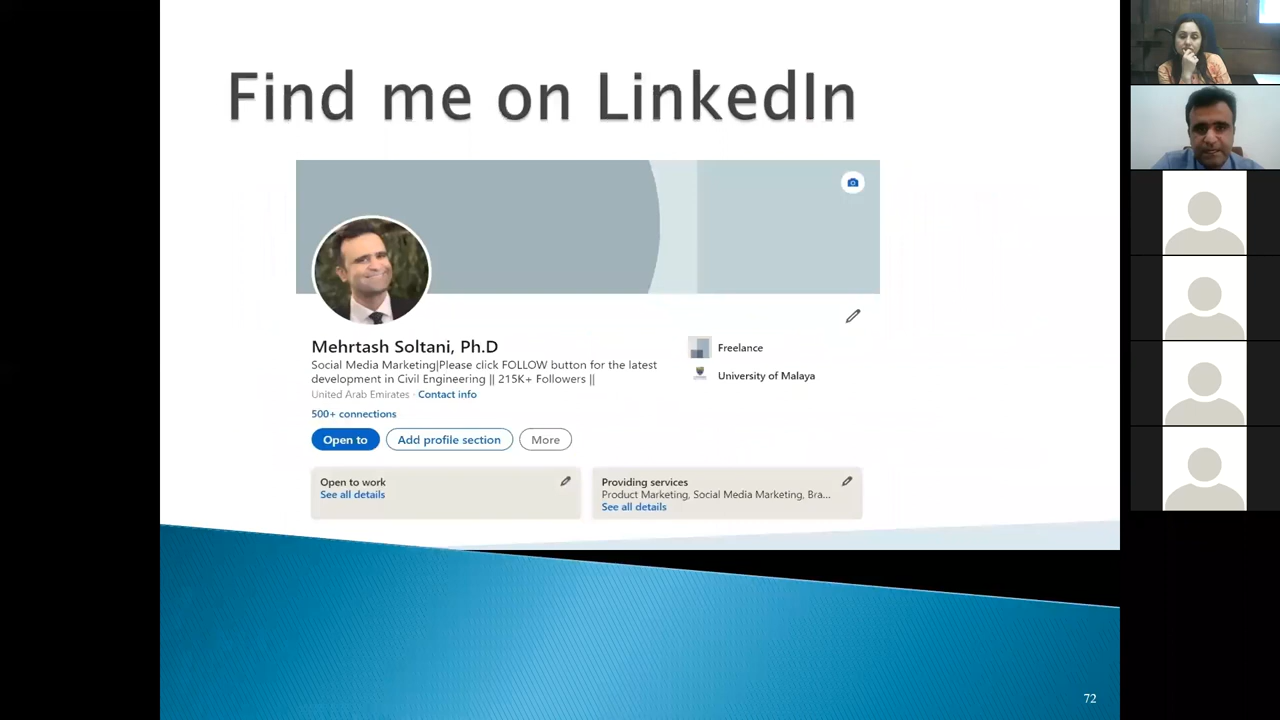 Find me on LinkedIn
Mehrtash Soltani, Ph.D
Social Media Marketing|Please click FOLLOW button for the latest
development in Civil Engineering || 215K+ Followers ||
United Arab Emirates · Contact info
500+ connections
Open to
Add profile section
More
Freelance
University of Malaya
Open to work
See all details
Providing services
Product Marketing, Social Media Marketing, Bra...
See all details
72